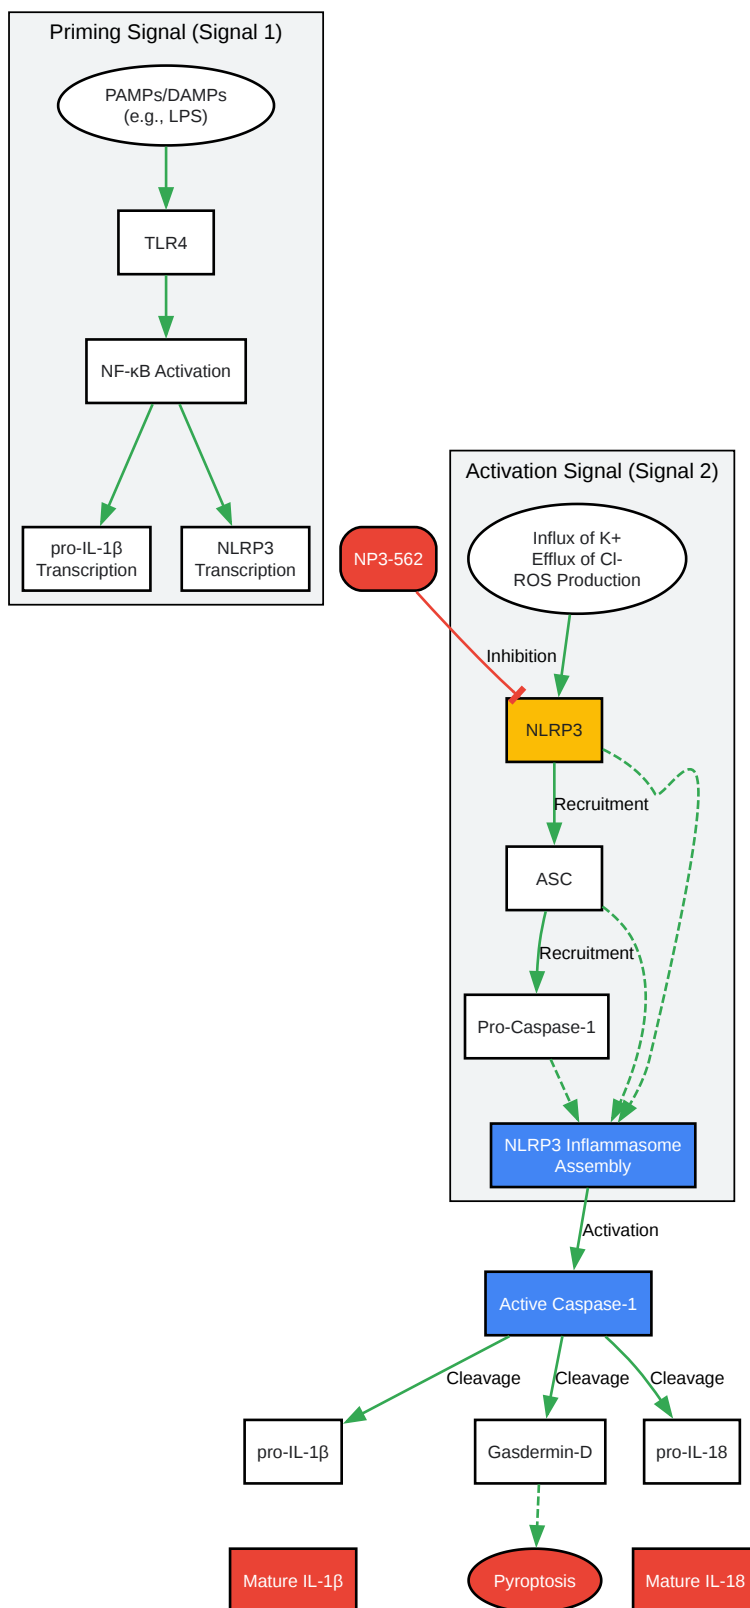 Priming Signal (Signal 1)
PAMPs/DAMPs
(e.g., LPS)
TLR4
NF-κB Activation
pro-IL-1β
Transcription
NLRP3
Transcription
Activation Signal (Signal 2)
Influx of K+
Efflux of Cl-
ROS Production
NP3-562
Inhibition
NLRP3
Recruitment
ASC
Recruitment
Pro-Caspase-1
NLRP3 Inflammasome
Assembly
Activation
Active Caspase-1
Cleavage
Cleavage
Cleavage
pro-IL-1β
Gasdermin-D
pro-IL-18
Mature IL-1β
Pyroptosis
Mature IL-18